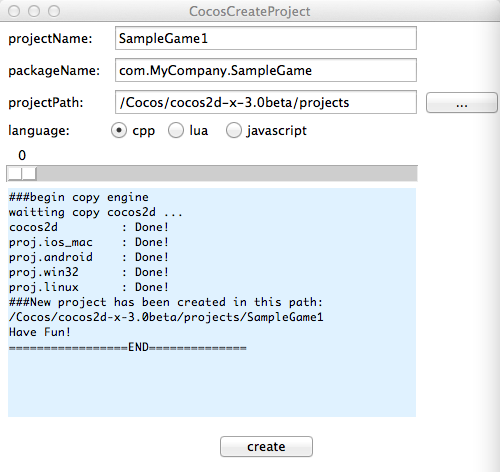 CocosCreateProject
projectName: SampleGame1
packageName: com.MyCompany.SampleGame
projectPath: /Cocos/cocos2d-x-3.0beta/projects ...
language: cpp lua javascript
0
###begin copy engine
waitting copy cocos2d ...
cocos2d : Done!
proj.ios_mac : Done!
proj.android : Done!
proj.win32 : Done!
proj.linux : Done!
###New project has been created in this path:
/Cocos/cocos2d-x-3.0beta/projects/SampleGame1
Have Fun!
=================END==============
create